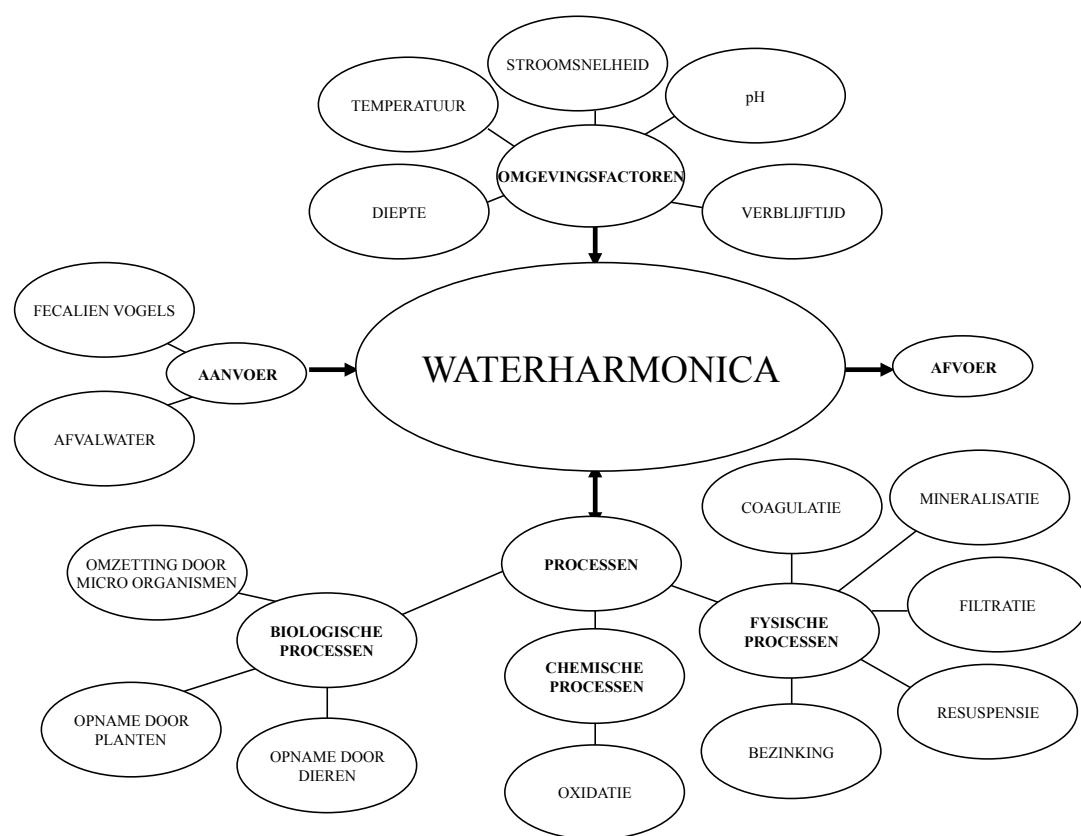 STROOMSNELHEID
TEMPERATUUR
pH
OMGEVINGSFACTOREN
DIEPTE
VERBLIJFTIJD
FECALIEN VOGELS
AANVOER
AFVALWATER
WATERHARMONICA
AFVOER
COAGULATIE
MINERALISATIE
PROCESSEN
OMZETTING DOOR
MICRO ORGANISMEN
BIOLOGISCHE
PROCESSEN
CHEMISCHE
PROCESSEN
FYSISCHE
PROCESSEN
FILTRATIE
OPNAME DOOR
PLANTEN
OPNAME DOOR
DIEREN
OXIDATIE
BEZINKING
RESUSPENSIE